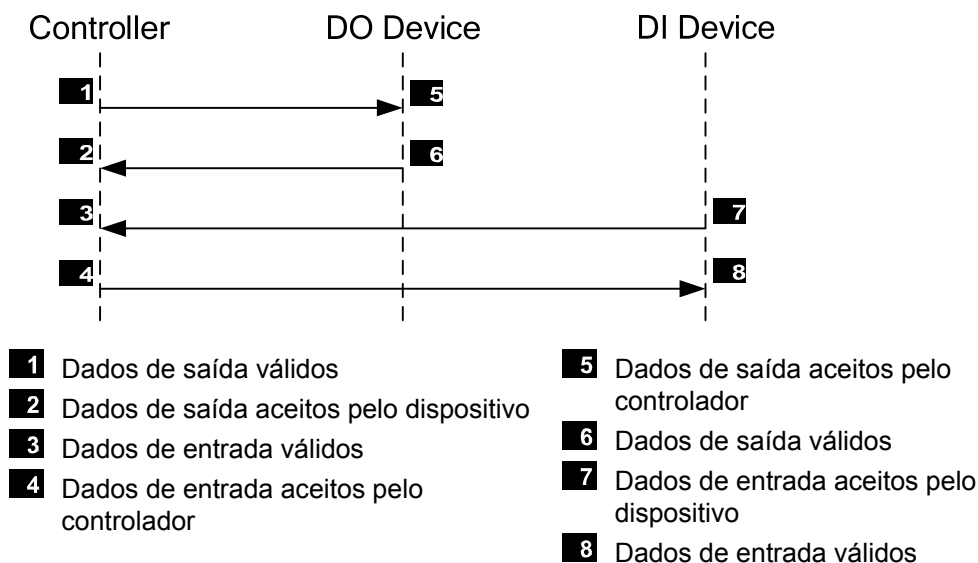 Controller DO Device DI Device
1 5
2 6
3 7
4 8
1 Dados de saída válidos
2 Dados de saída aceitos pelo dispositivo
3 Dados de entrada válidos
4 Dados de entrada aceitos pelo
controlador
5 Dados de saída aceitos pelo
controlador
6 Dados de saída válidos
7 Dados de entrada aceitos pelo
dispositivo
8 Dados de entrada válidos